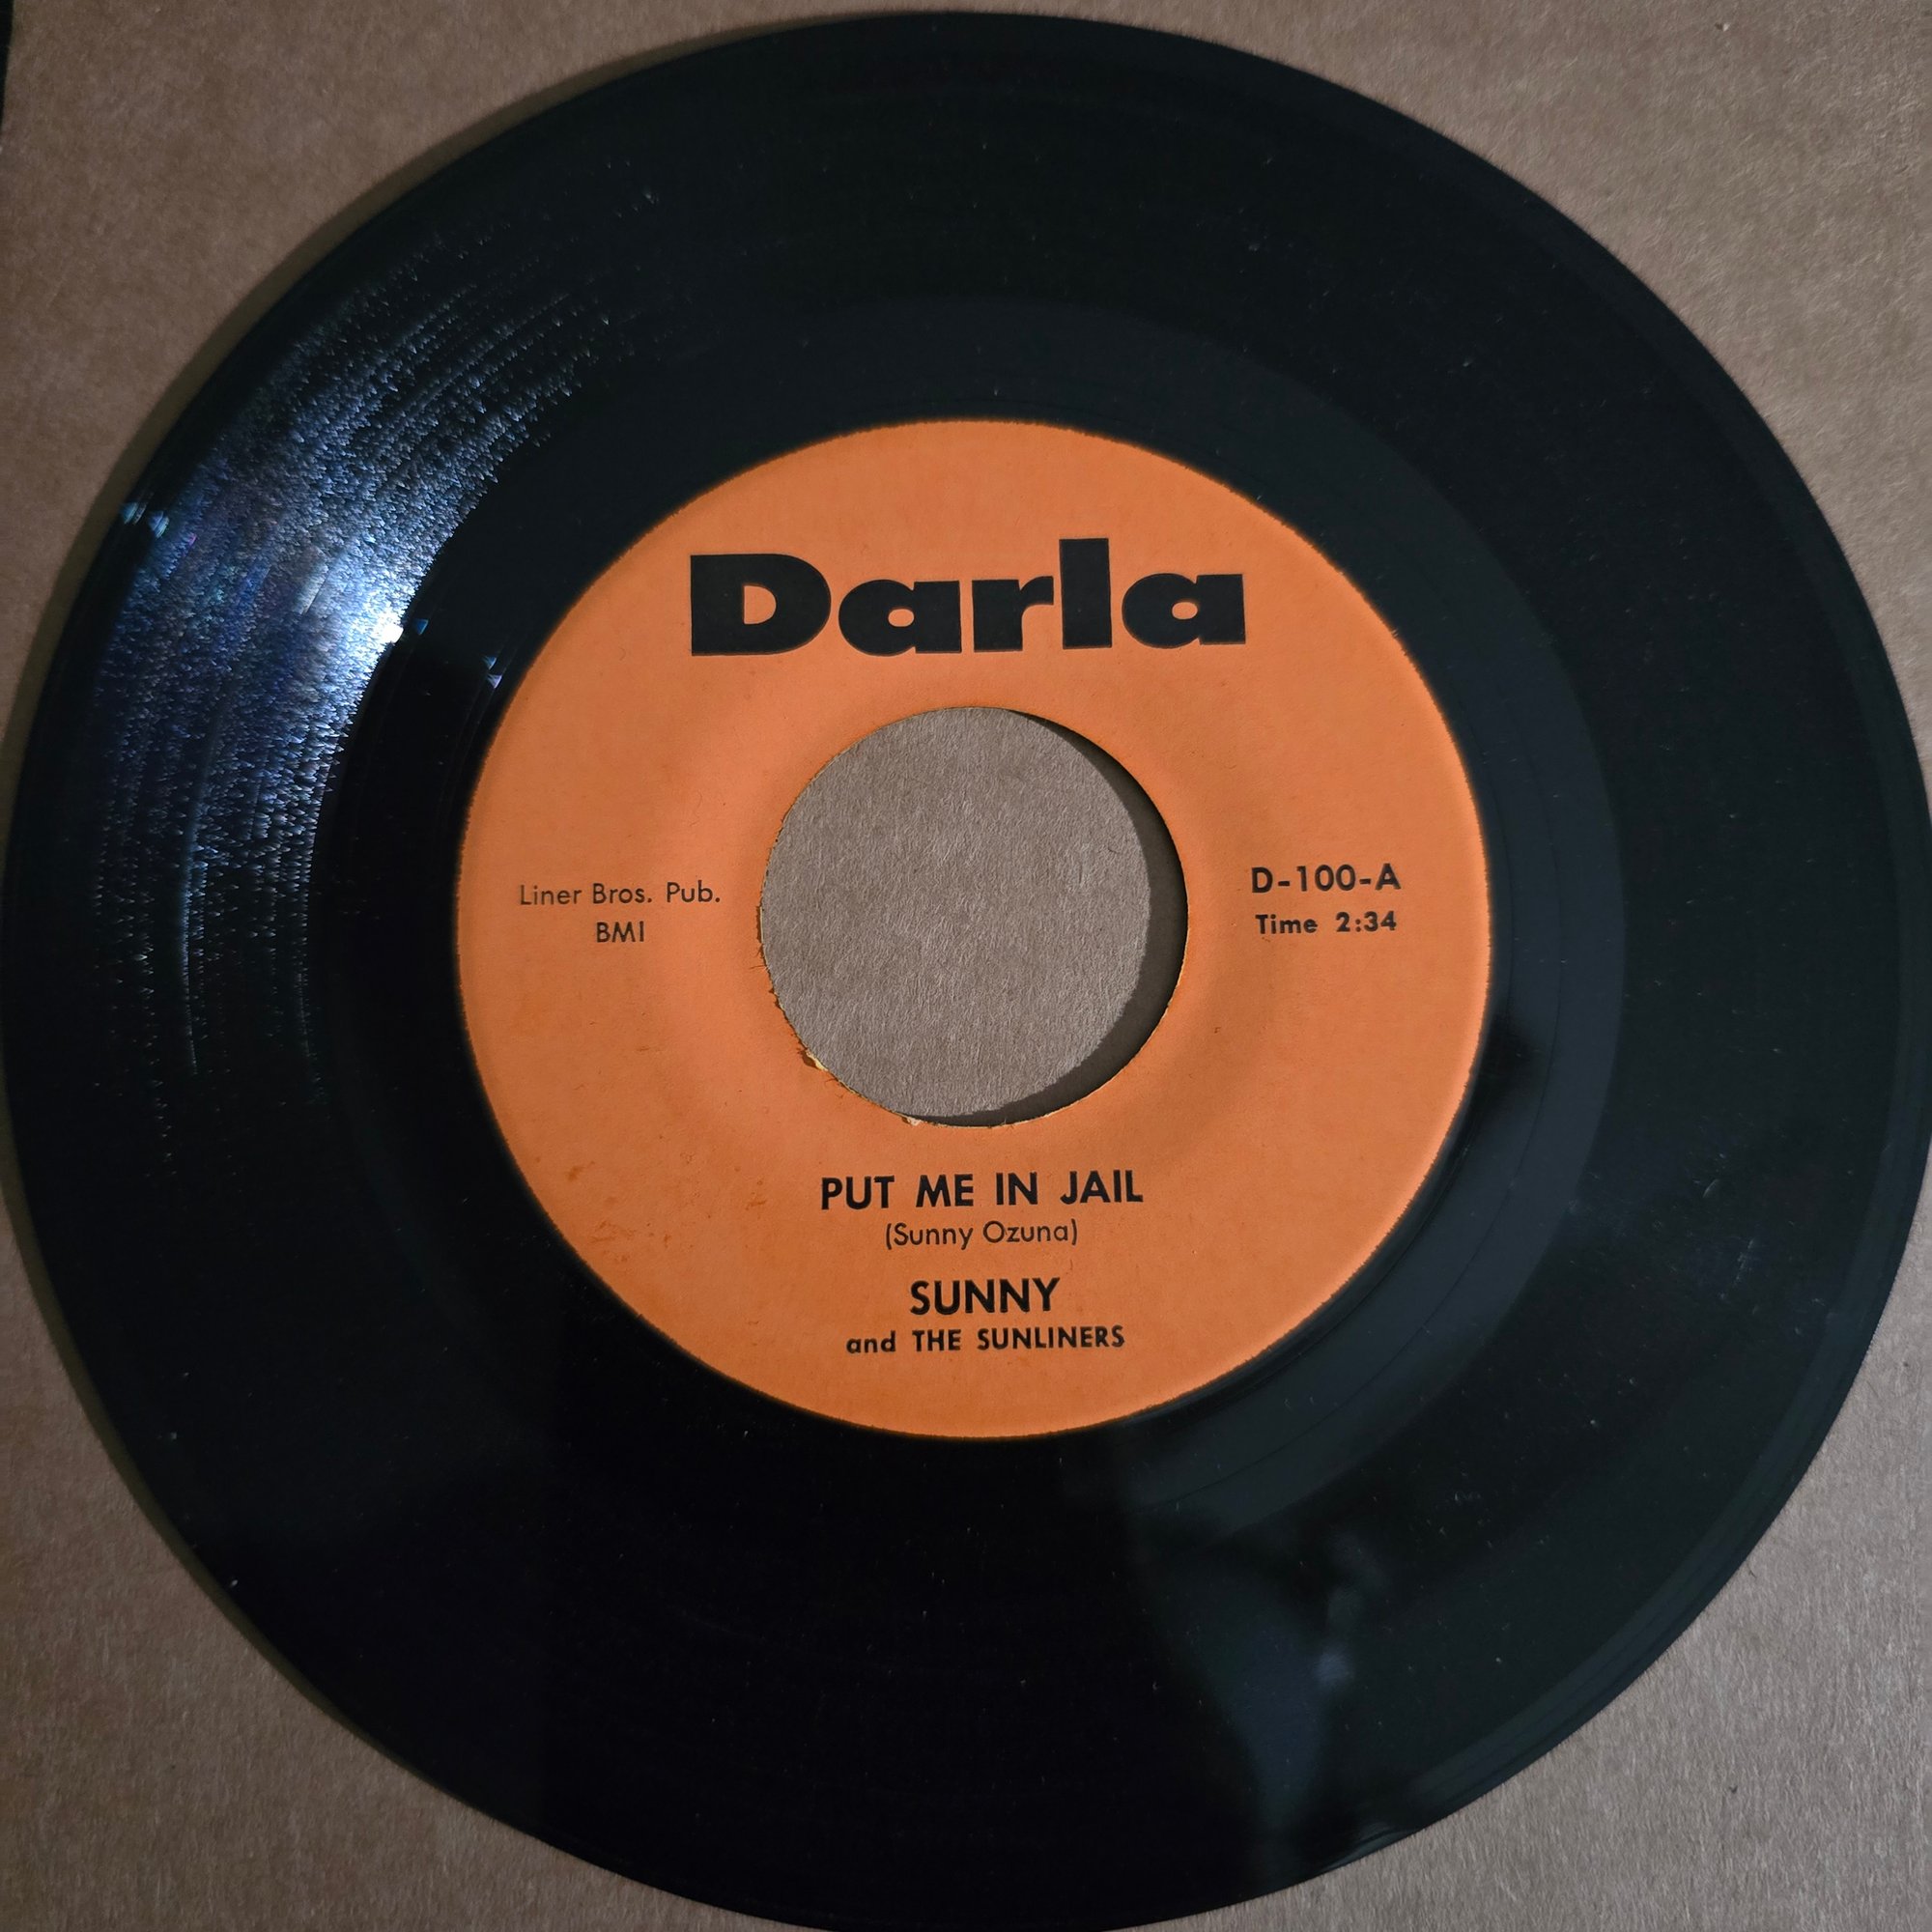 Darla
Liner Bros. Pub.
BMI
D-100-A
Time 2:34
PUT ME IN JAIL
(Sunny Ozuna)
SUNNY
and THE SUNLINERS